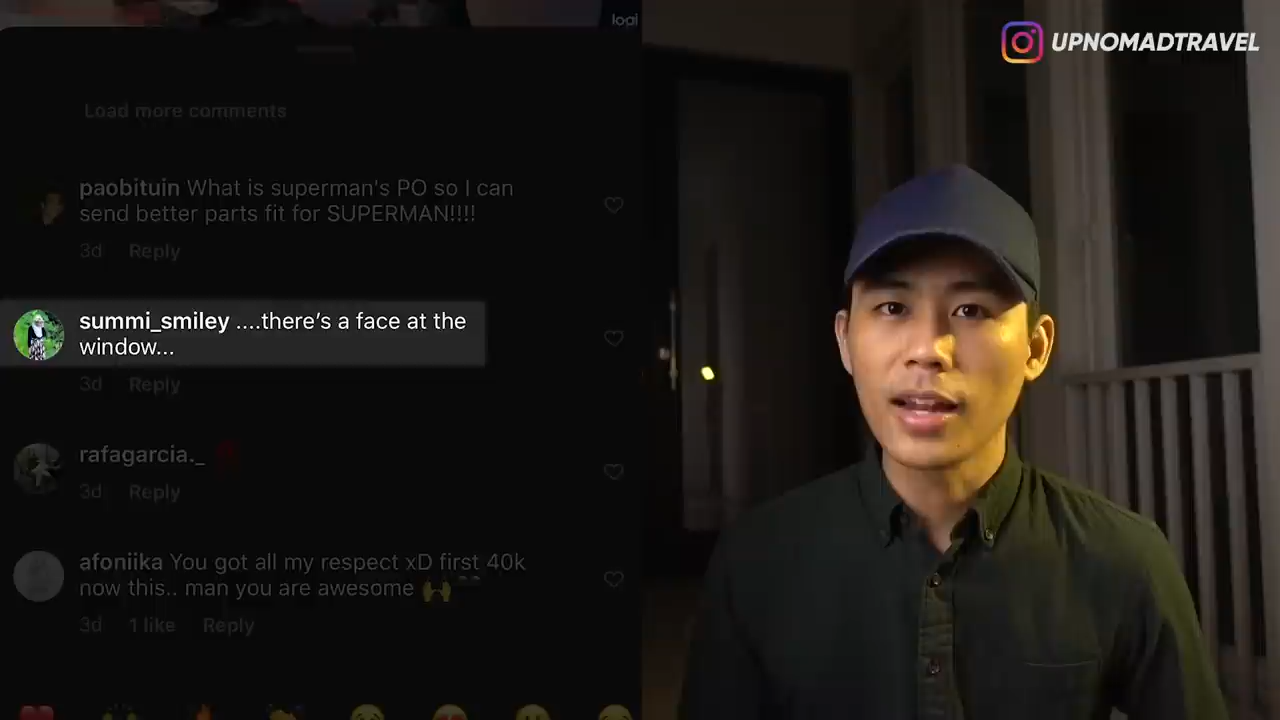 logi
UPNOMADTRAVEL
Load more comments
paobituin What is superman's PO so I can
send better parts fit for SUPERMAN!!!!
3d Reply
summi_smiley ....there's a face at the
window...
3d Reply
rafagarcia._
3d Reply
afoniika You got all my respect xD first 40k
now this.. man you are awesome 🙌
3d 1 like Reply